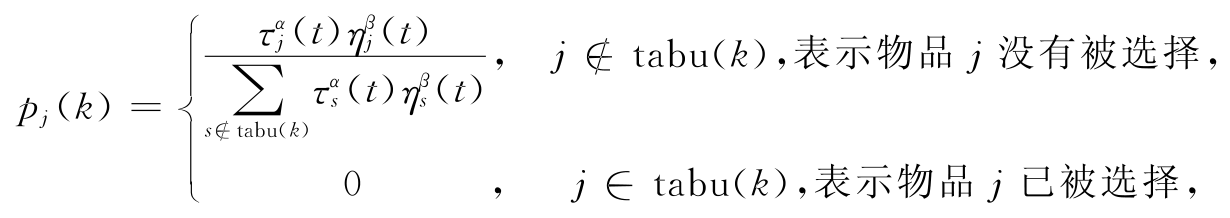 p_j(k) = { τ_j^α(t) η_j^β(t) / ∑_{s∉tabu(k)} τ_s^α(t) η_s^β(t) , j ∉ tabu(k),表示物品 j 没有被选择,
0 , j ∈ tabu(k),表示物品 j 已被选择,